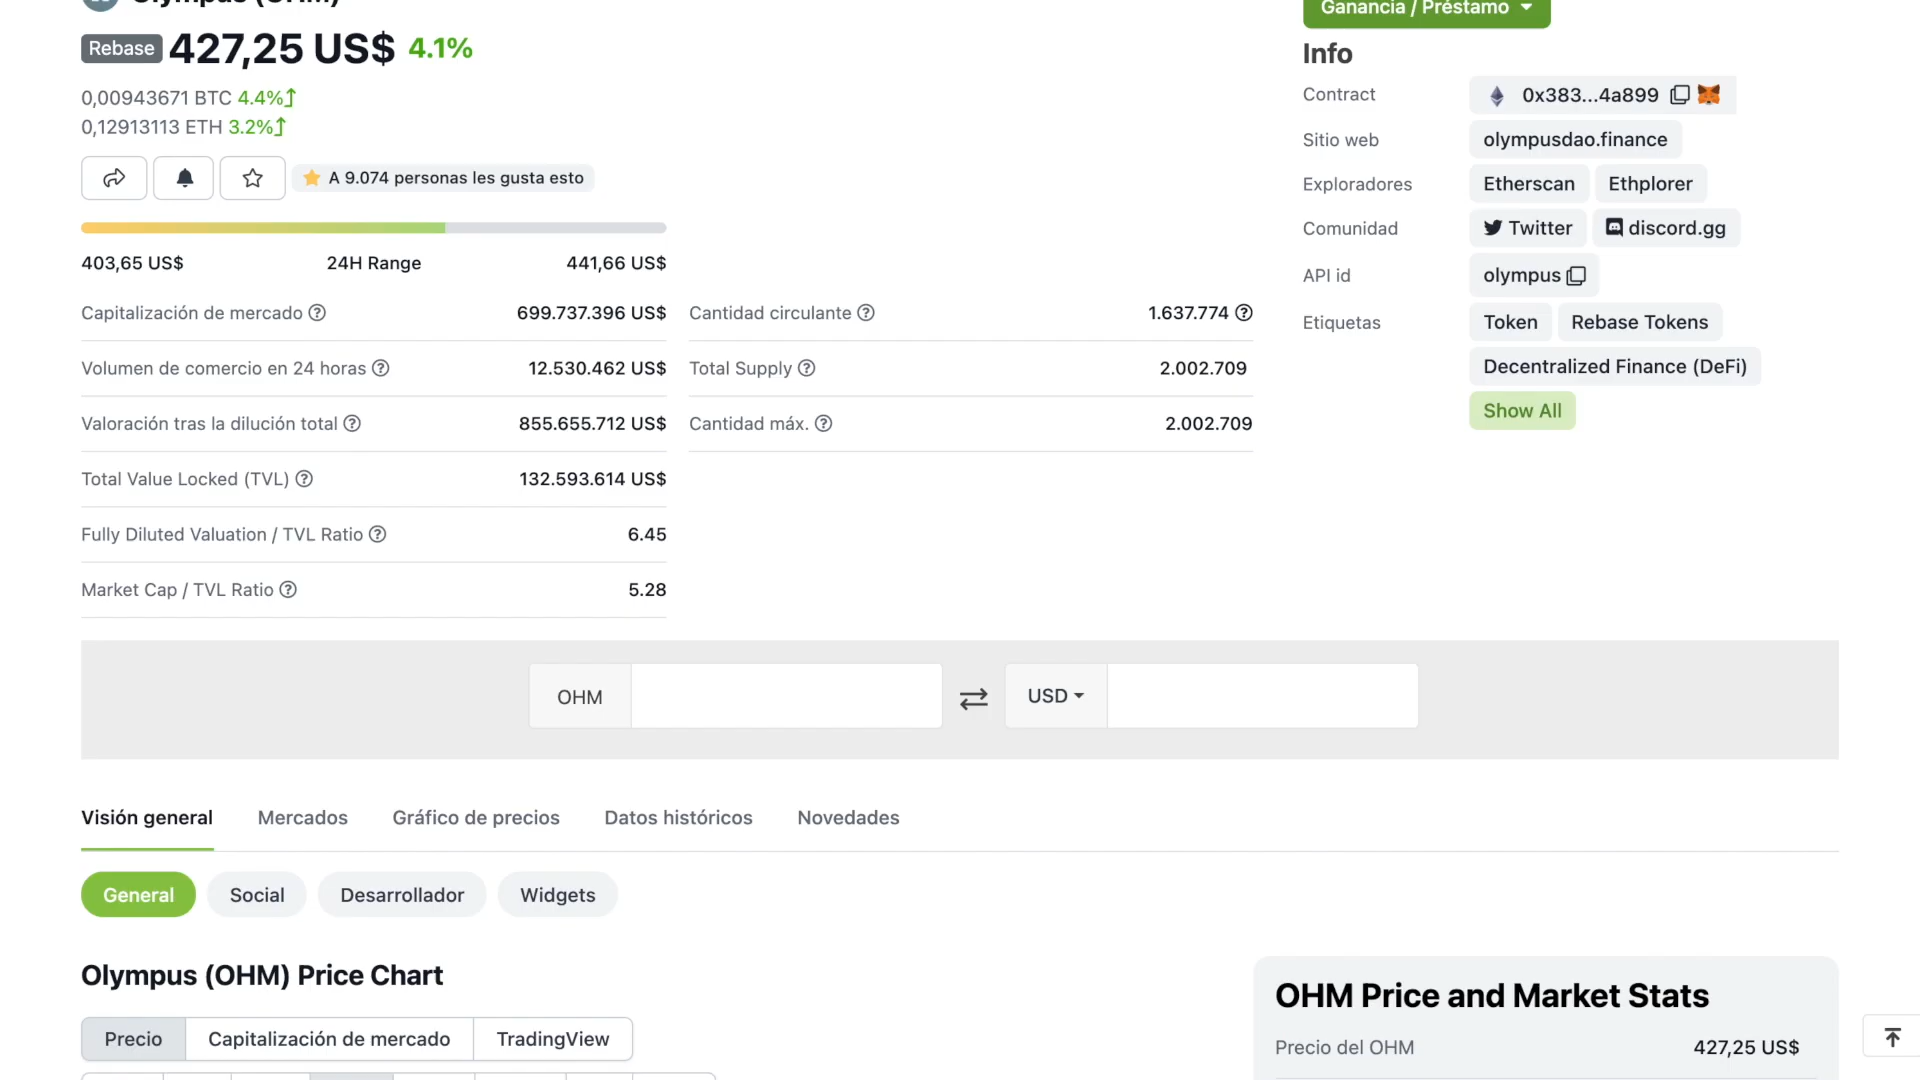 Olympus (OHM)
Rebase 427,25 US$ 4.1%
0,00943671 BTC 4.4%
0,12913113 ETH 3.2%
A 9.074 personas les gusta esto
403,65 US$ 24H Range 441,66 US$
Capitalización de mercado 699.737.396 US$
Volumen de comercio en 24 horas 12.530.462 US$
Valoración tras la dilución total 855.655.712 US$
Total Value Locked (TVL) 132.593.614 US$
Fully Diluted Valuation / TVL Ratio 6.45
Market Cap / TVL Ratio 5.28
Cantidad circulante 1.637.774
Total Supply 2.002.709
Cantidad máx. 2.002.709
Ganancia / Préstamo
Info
Contract 0x383...4a899
Sitio web olympusdao.finance
Exploradores Etherscan Ethplorer
Comunidad Twitter discord.gg
API id olympus
Etiquetas Token Rebase Tokens
Decentralized Finance (DeFi)
Show All
OHM USD
Visión general Mercados Gráfico de precios Datos históricos Novedades
General Social Desarrollador Widgets
Olympus (OHM) Price Chart
Precio Capitalización de mercado TradingView
OHM Price and Market Stats
Precio del OHM 427,25 US$